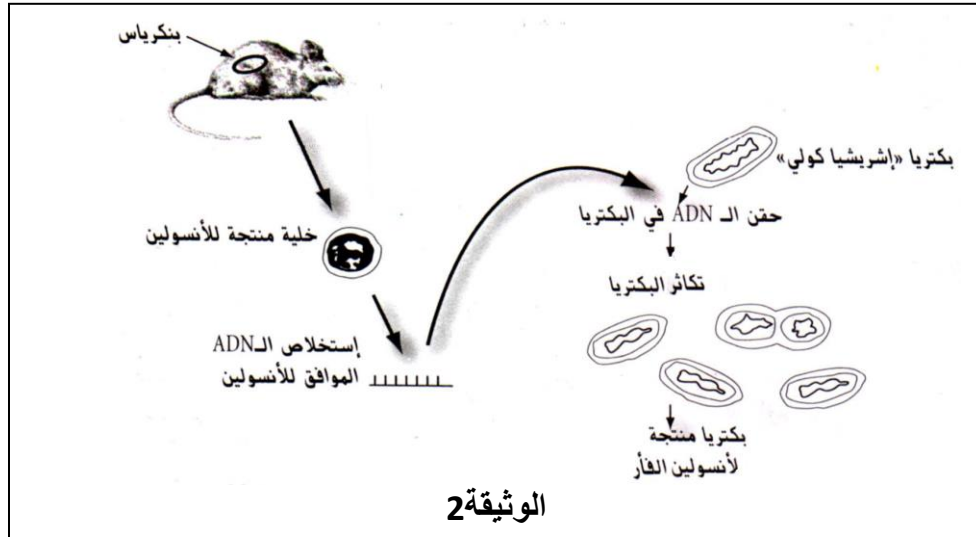 بنكرياس
خلية منتجة للأنسولين
إستخلاص الـADN
الموافق للأنسولين
بكتريا «إشريشيا كولي»
حقن الـ ADN في البكتريا
تكاثر البكتريا
بكتريا منتجة
لأنسولين الفأر
الوثيقة2